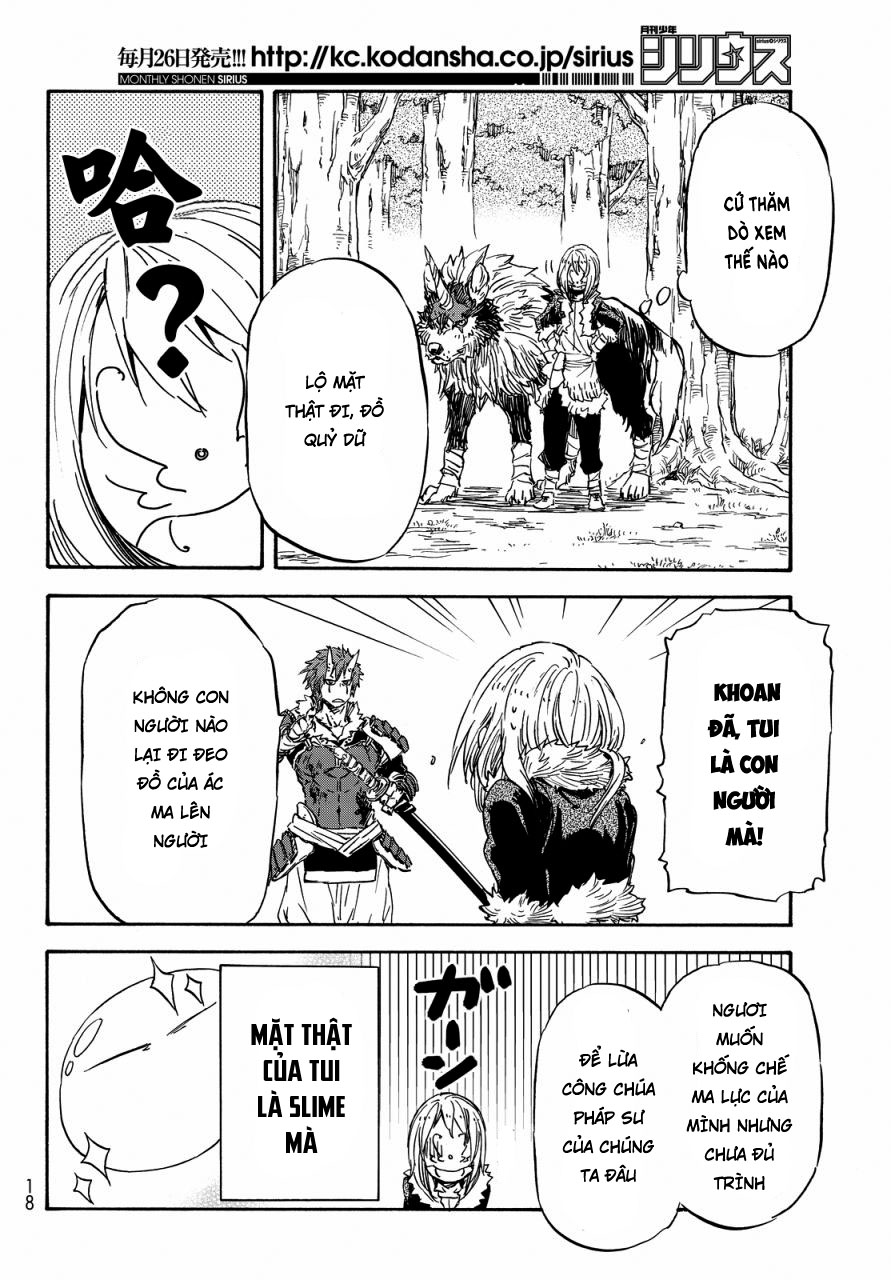 毎月26日発売!!! http://kc.kodansha.co.jp/sirius
MONTHLY SHONEN SIRIUS
月刊少年
シリウス
CỨ THĂM
DÒ XEM
THẾ NÀO
LỘ MẶT
THẬT ĐI, ĐỒ
QUỶ DỮ
哈?
KHOAN
ĐÃ, TUI
LÀ CON
NGƯỜI
MÀ!
KHÔNG CON
NGƯỜI NÀO
LẠI ĐI ĐEO
ĐỒ CỦA ÁC
MA LÊN
NGƯỜI
NGƯƠI
MUỐN
KHỐNG CHẾ
MA LỰC CỦA
MÌNH NHƯNG
CHƯA ĐỦ
TRÌNH
ĐỂ LỪA
CÔNG CHÚA
PHÁP SƯ
CỦA CHÚNG
TA ĐÂU
ガーン
MẶT THẬT
CỦA TUI
LÀ SLIME
MÀ
18